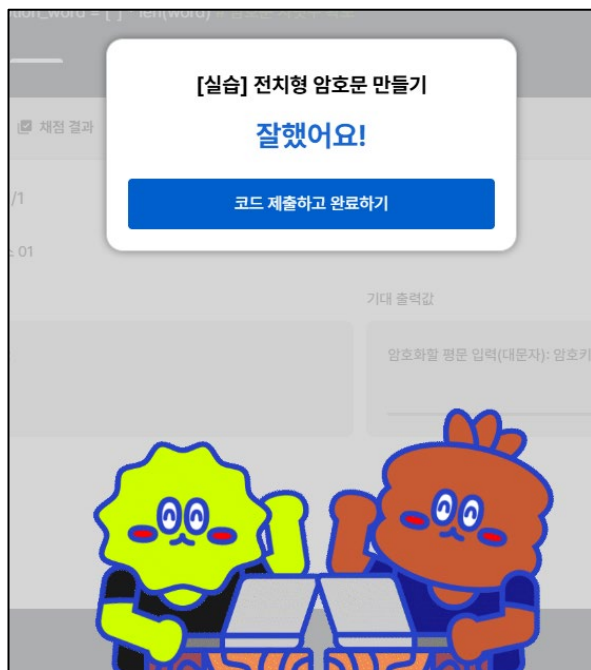 [실습] 전치형 암호문 만들기
잘했어요!
코드 제출하고 완료하기
채점 결과
/1
01
기대 출력값
암호화할 평문 입력(대문자): 암호키